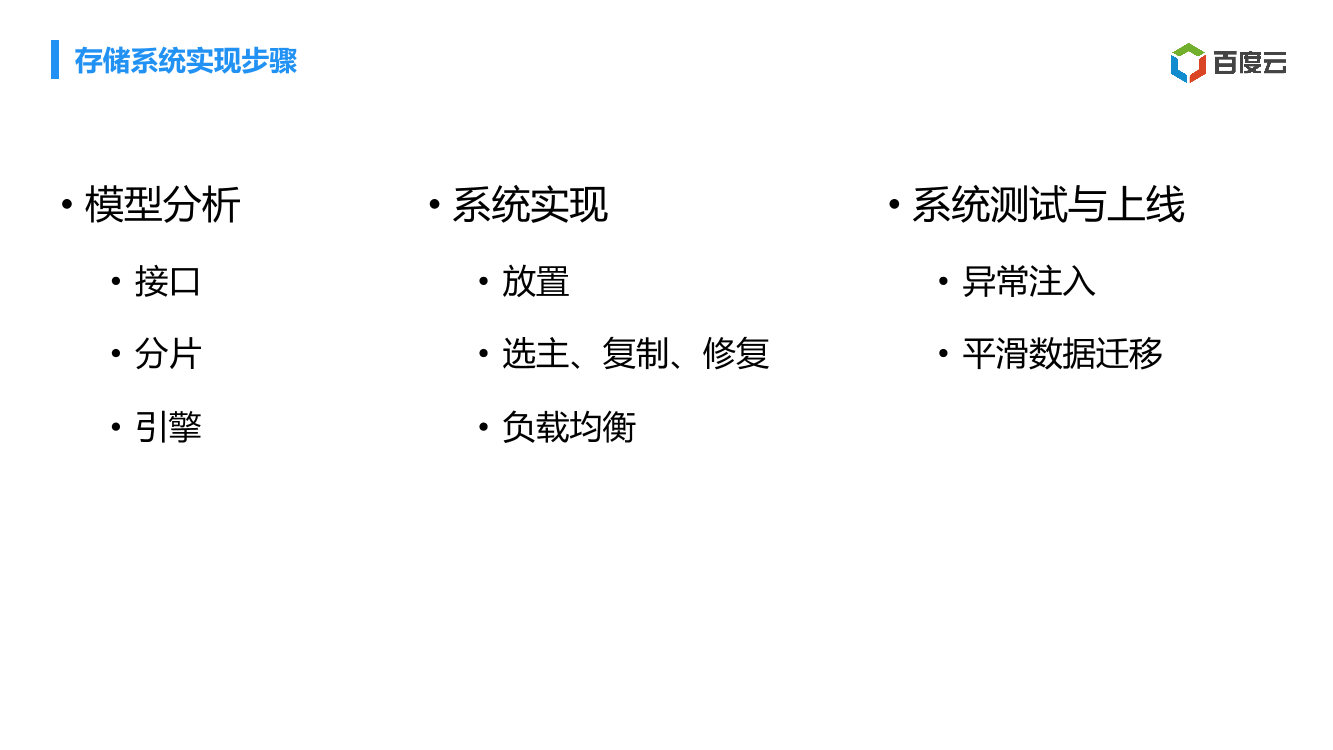 存储系统实现步骤
百度云
• 模型分析
• 接口
• 分片
• 引擎
• 系统实现
• 放置
• 选主、复制、修复
• 负载均衡
• 系统测试与上线
• 异常注入
• 平滑数据迁移